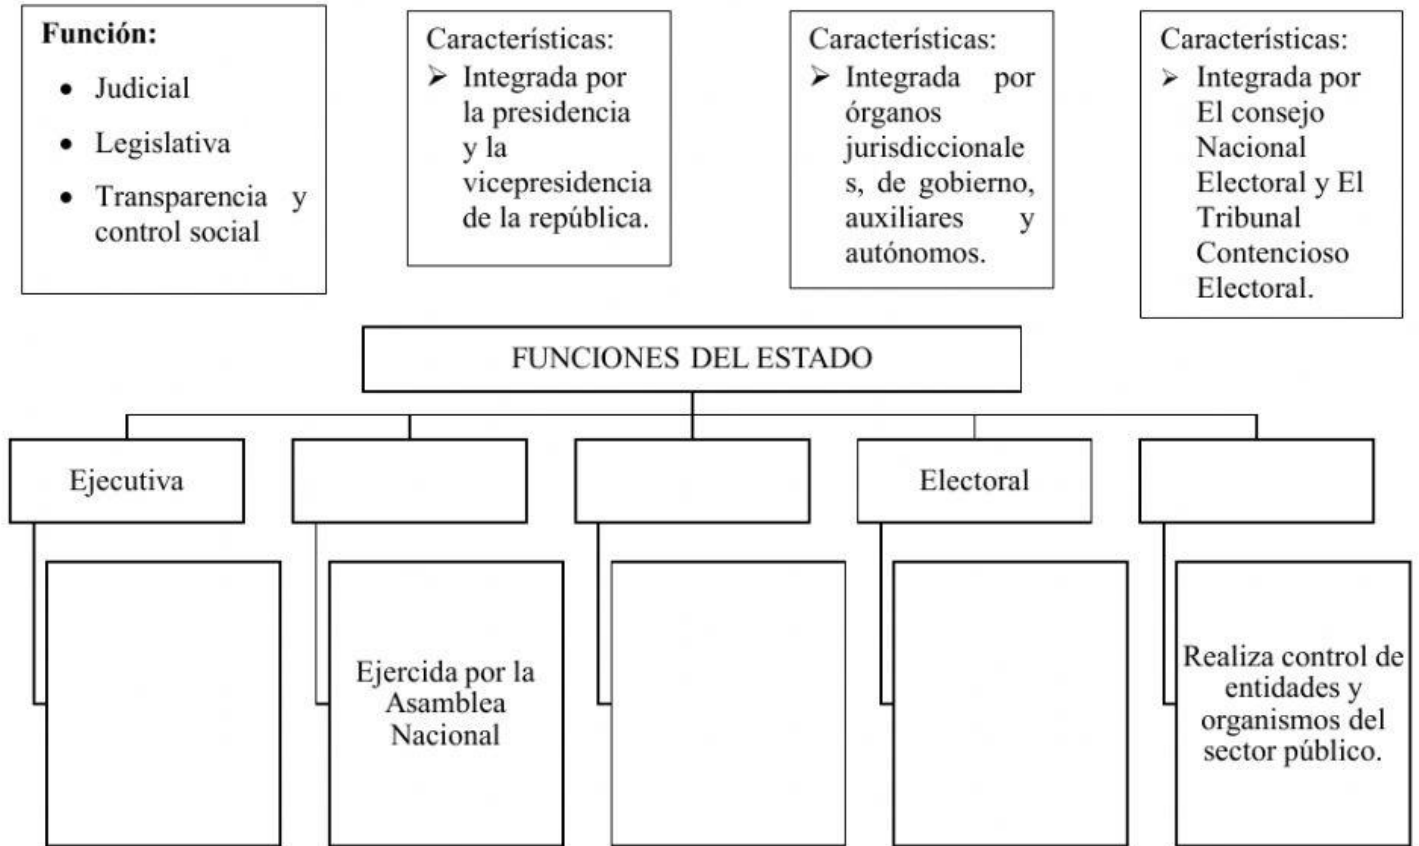 Función:
• Judicial
• Legislativa
• Transparencia y
control social
Características:
➢ Integrada por
la presidencia
y la
vicepresidencia
de la república.
Características:
➢ Integrada por
órganos
jurisdiccionale
s, de gobierno,
auxiliares y
autónomos.
Características:
➢ Integrada por
El consejo
Nacional
Electoral y El
Tribunal
Contencioso
Electoral.
FUNCIONES DEL ESTADO
Ejecutiva
Electoral
Ejercida por la
Asamblea
Nacional
Realiza control de
entidades y
organismos del
sector público.